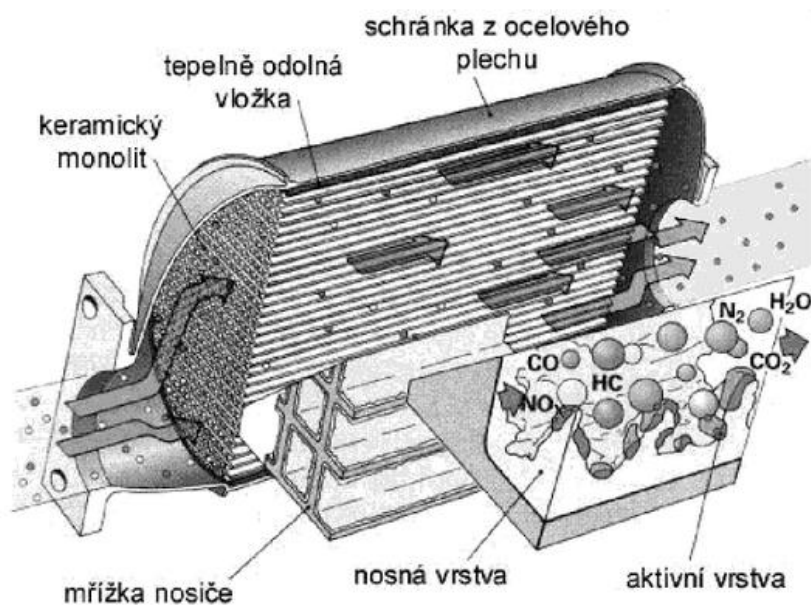 schránka z ocelového
plechu
tepelně odolná
vložka
keramický
monolit
N₂
H₂O
CO
CO₂
HC
NO
mřížka nosiče
nosná vrstva
aktivní vrstva